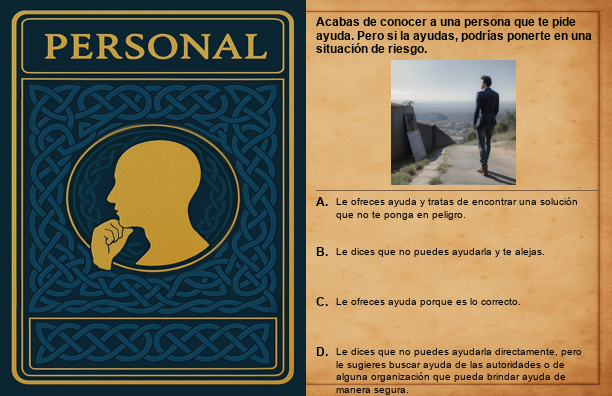 PERSONAL
Acabas de conocer a una persona que te pide
ayuda. Pero si la ayudas, podrías ponerte en una
situación de riesgo.
A. Le ofreces ayuda y tratas de encontrar una solución
que no te ponga en peligro.
B. Le dices que no puedes ayudarla y te alejas.
C. Le ofreces ayuda porque es lo correcto.
D. Le dices que no puedes ayudarla directamente, pero
le sugieres buscar ayuda de las autoridades o de
alguna organización que pueda brindar ayuda de
manera segura.